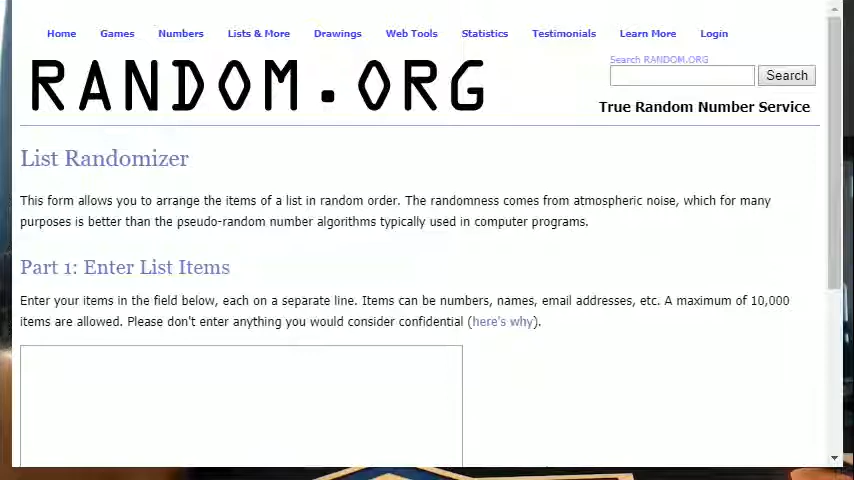 Home Games Numbers Lists & More Drawings Web Tools Statistics Testimonials Learn More Login
RANDOM.ORG
Search RANDOM.ORG
Search
True Random Number Service
List Randomizer
This form allows you to arrange the items of a list in random order. The randomness comes from atmospheric noise, which for many
purposes is better than the pseudo-random number algorithms typically used in computer programs.
Part 1: Enter List Items
Enter your items in the field below, each on a separate line. Items can be numbers, names, email addresses, etc. A maximum of 10,000
items are allowed. Please don't enter anything you would consider confidential (here's why).